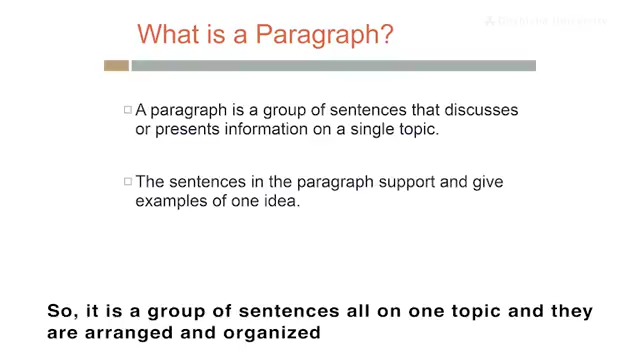 What is a Paragraph?
A paragraph is a group of sentences that discusses
or presents information on a single topic.
The sentences in the paragraph support and give
examples of one idea.
So, it is a group of sentences all on one topic and they
are arranged and organized